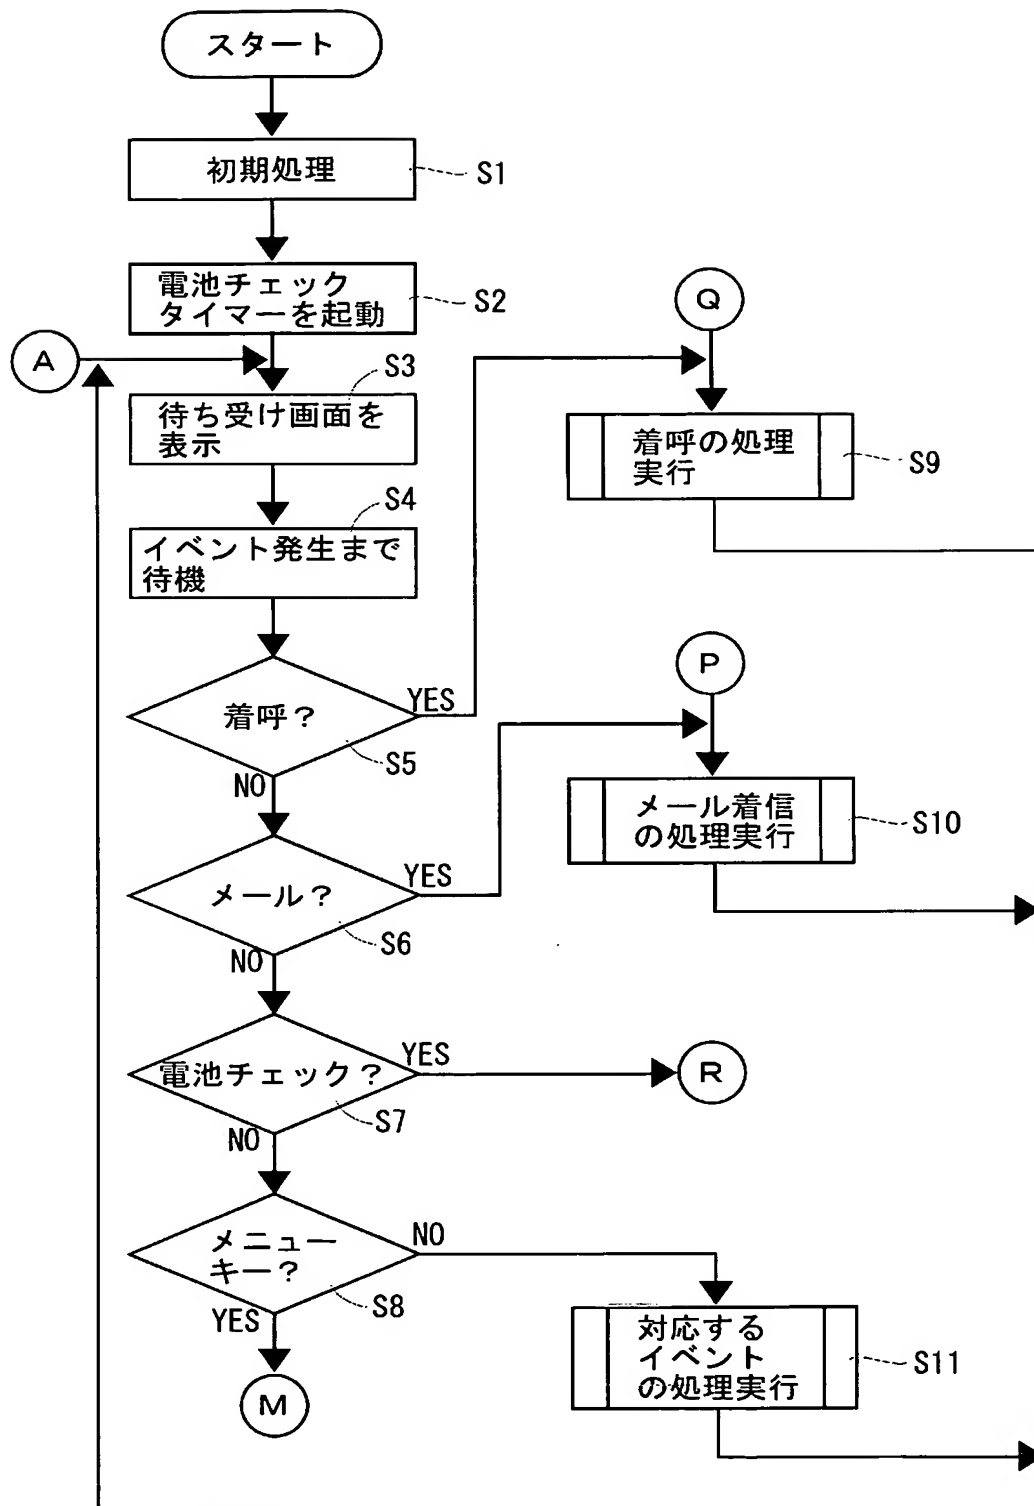 スタート
初期処理
S1
電池チェック
タイマーを起動
S2
Q
A
S3
待ち受け画面を
表示
着呼の処理
実行
S9
S4
イベント発生まで
待機
P
着呼？
YES
S5
NO
メール着信
の処理実行
S10
メール？
YES
S6
NO
電池チェック？
YES
R
S7
NO
メニュー
キー？
NO
S8
YES
対応する
イベント
の処理実行
S11
M